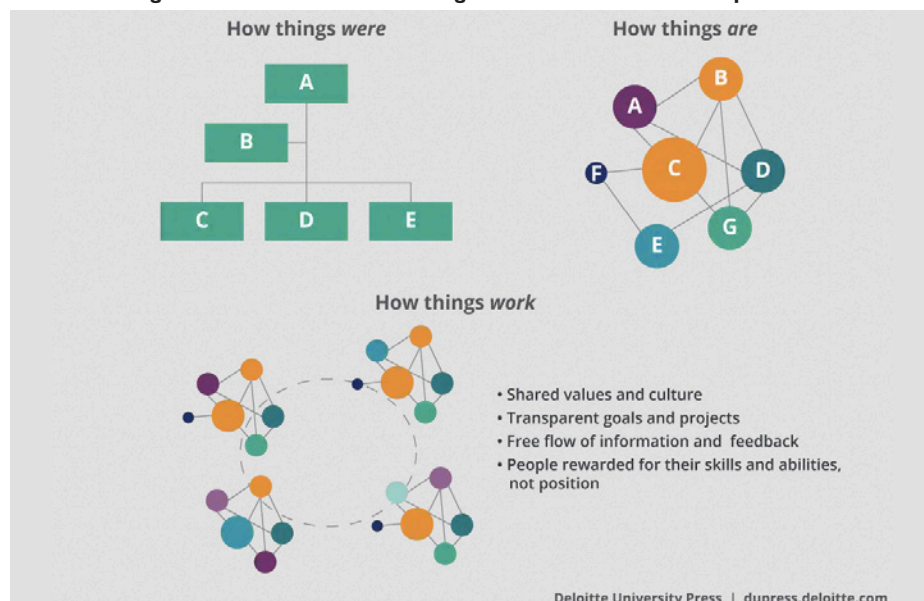 How things were
How things are
A
B
C
D
E
A
B
C
D
E
F
G
How things work
• Shared values and culture
• Transparent goals and projects
• Free flow of information and feedback
• People rewarded for their skills and abilities,
not position
Deloitte University Press | dupress.deloitte.com